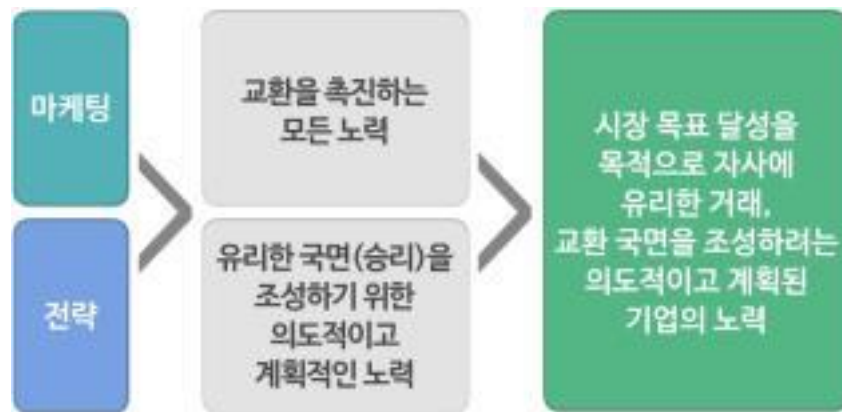 마케팅
교환을 촉진하는
모든 노력
전략
유리한 국면(승리)을
조성하기 위한
의도적이고
계획적인 노력
시장 목표 달성을
목적으로 자사에
유리한 거래,
교환 국면을 조성하려는
의도적이고 계획된
기업의 노력